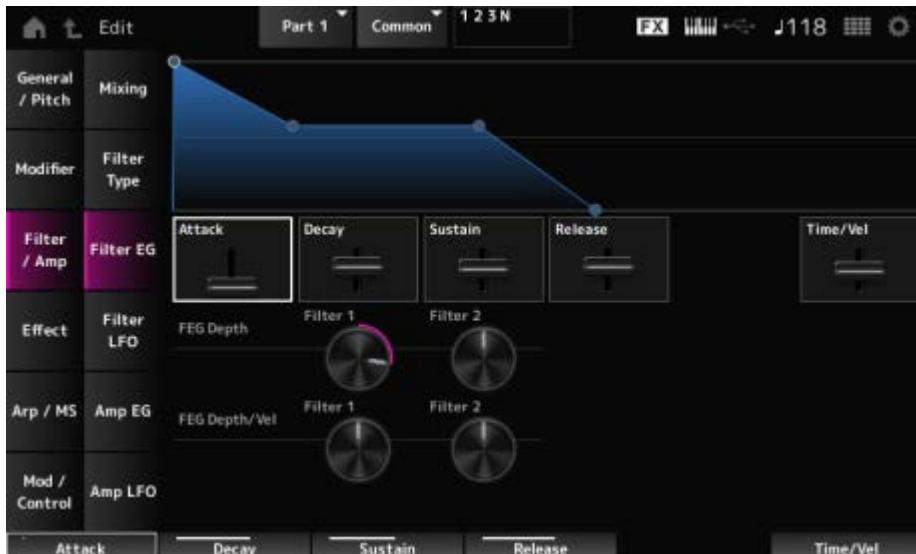 Edit
Part 1
Common
1 2 3 N
FX
♩118
General / Pitch
Mixing
Modifier
Filter Type
Filter / Amp
Filter EG
Effect
Filter LFO
Arp / MS
Amp EG
Mod / Control
Amp LFO
Attack
Decay
Sustain
Release
Time/Vel
FEG Depth
Filter 1
Filter 2
FEG Depth/Vel
Filter 1
Filter 2
Attack
Decay
Sustain
Release
Time/Vel